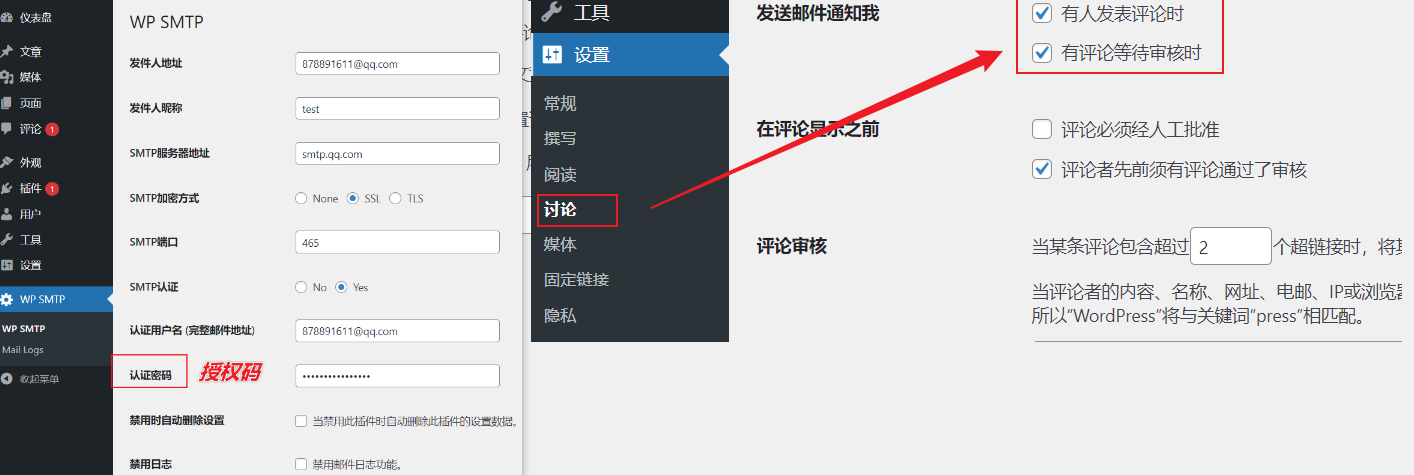 仪表盘
文章
媒体
页面
评论 1
外观
插件 1
用户
工具
设置
WP SMTP
WP SMTP
Mail Logs
收起菜单
WP SMTP
发件人地址 878891611@qq.com
发件人昵称 test
SMTP服务器地址 smtp.qq.com
SMTP加密方式 None SSL TLS
SMTP端口 465
SMTP认证 No Yes
认证用户名 (完整邮件地址) 878891611@qq.com
认证密码 授权码 ••••••••••••••••
禁用时自动删除设置 当禁用此插件时自动删除此插件的设置数据。
禁用日志 禁用邮件日志功能。
工具
设置
常规
撰写
阅读
讨论
媒体
固定链接
隐私
发送邮件通知我 有人发表评论时
有评论等待审核时
在评论显示之前 评论必须经人工批准
评论者先前须有评论通过了审核
评论审核 当某条评论包含超过 2 个超链接时，将其
当评论者的内容、名称、网址、电邮、IP或浏览器
所以“WordPress”将与关键词“press”相匹配。